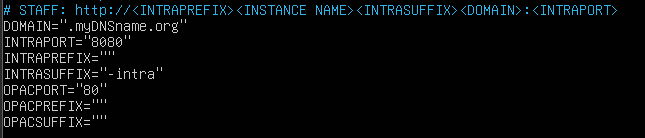 # STAFF: http://<INTRAPREFIX><INSTANCE NAME><INTRASUFFIX><DOMAIN>:<INTRAPORT>
DOMAIN=".myDNSname.org"
INTRAPORT="8080"
INTRAPREFIX=""
INTRASUFFIX="-intra"
OPACPORT="80"
OPACPREFIX=""
OPACSUFFIX=""